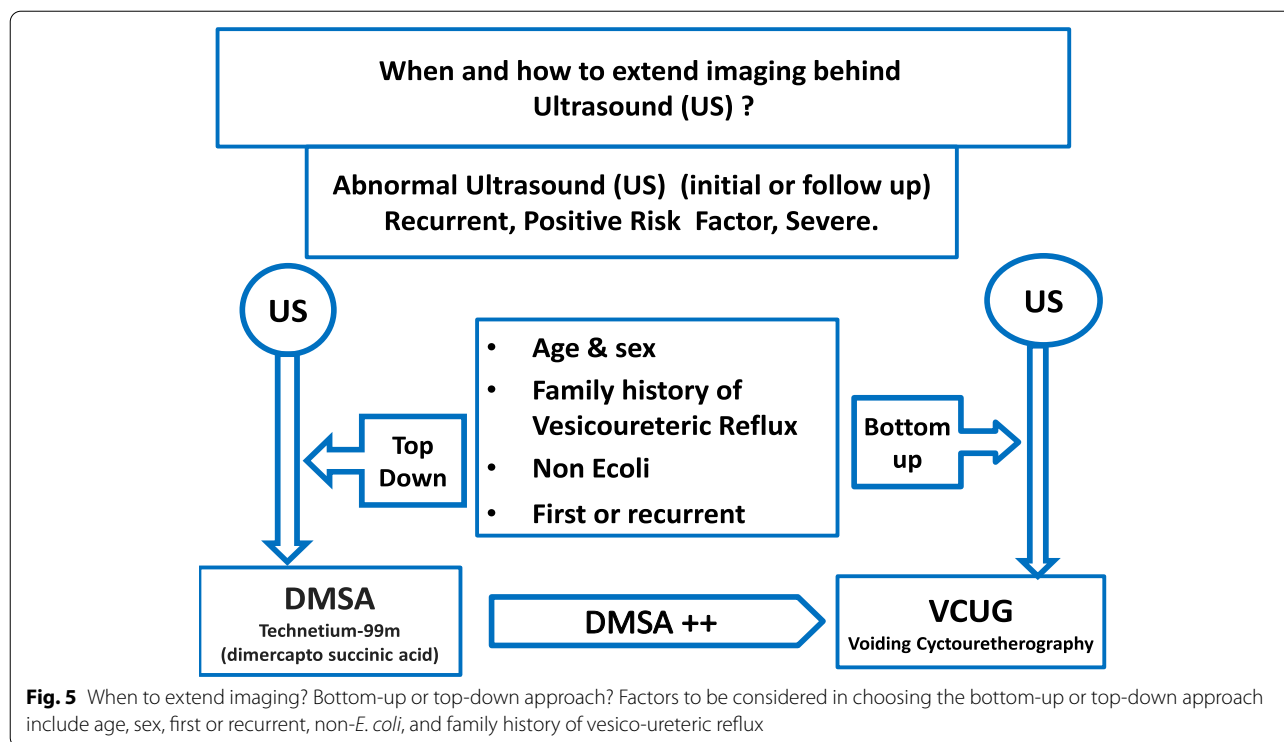 When and how to extend imaging behind
Ultrasound (US) ?
Abnormal Ultrasound (US) (initial or follow up)
Recurrent, Positive Risk Factor, Severe.
US
US
• Age & sex
• Family history of
Vesicoureteric Reflux
• Non Ecoli
• First or recurrent
Top
Down
Bottom
up
DMSA
Technetium-99m
(dimercapto succinic acid)
DMSA ++
VCUG
Voiding Cyctouretherography
Fig. 5 When to extend imaging? Bottom-up or top-down approach? Factors to be considered in choosing the bottom-up or top-down approach
include age, sex, first or recurrent, non-E. coli, and family history of vesico-ureteric reflux